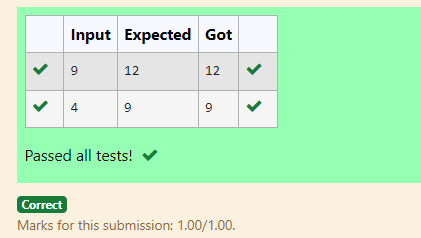 Input Expected Got
9 12 12
4 9 9
Passed all tests!
Correct
Marks for this submission: 1.00/1.00.